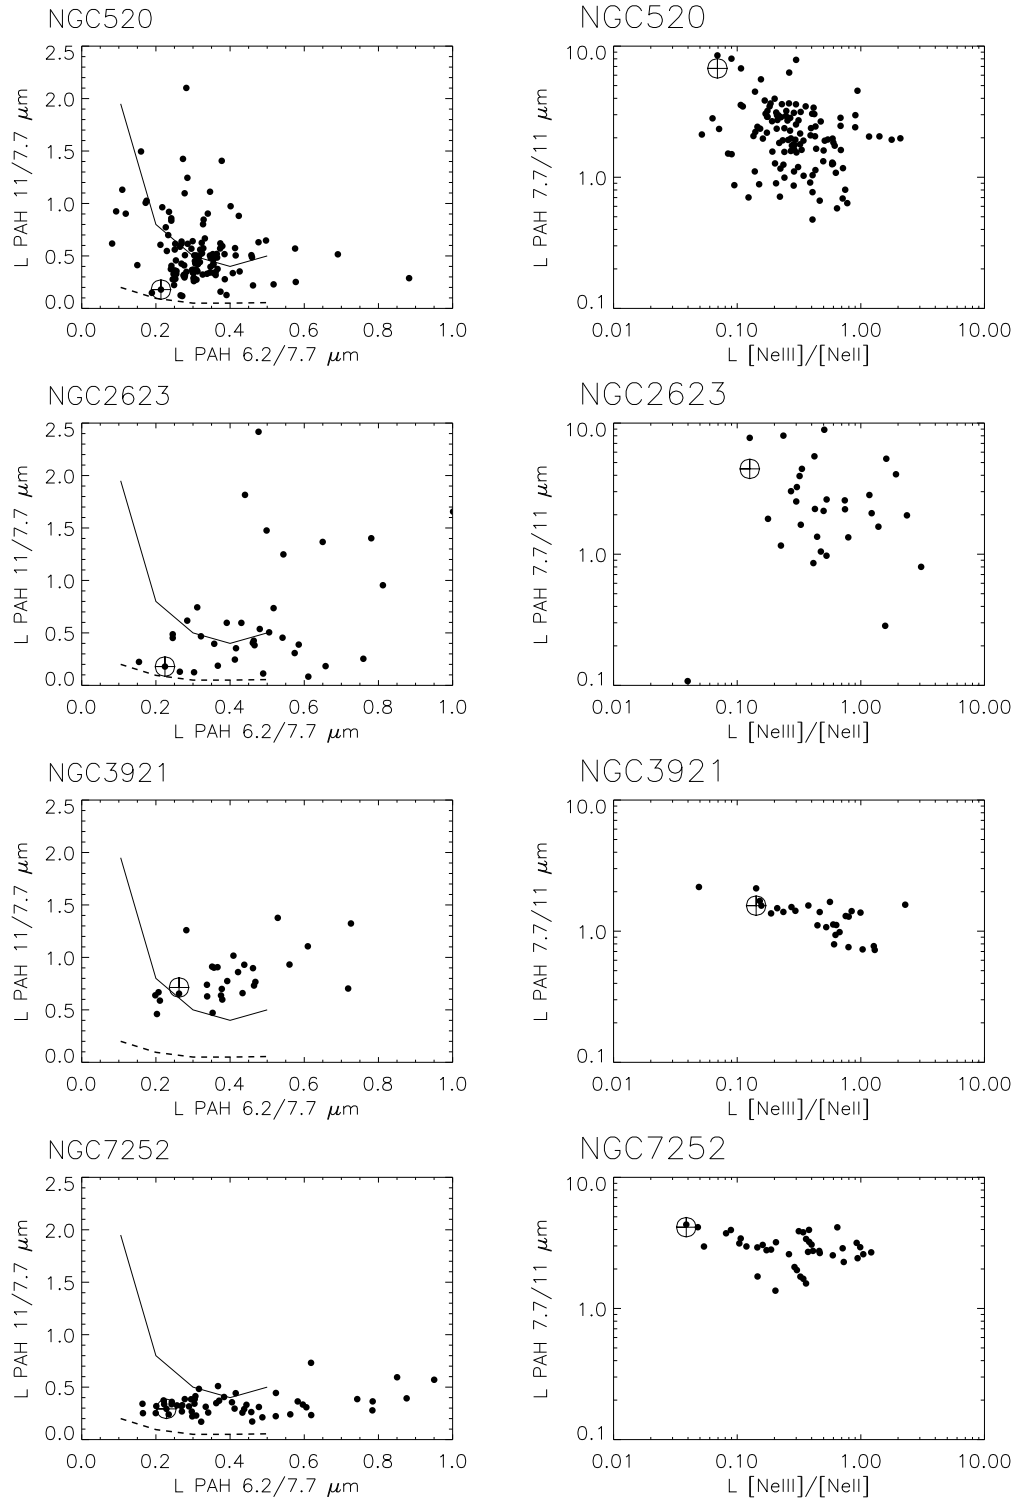 NGC520 NGC520
2.5 10.0
2.0
1.5
1.0 1.0
0.5
0.0 0.1
0.0 0.2 0.4 0.6 0.8 1.0 0.01 0.10 1.00 10.00
L PAH 6.2/7.7 μm L [NeIII]/[NeII]
L PAH 11/7.7 μm L PAH 7.7/11 μm
NGC2623 NGC2623
2.5 10.0
2.0
1.5
1.0 1.0
0.5
0.0 0.1
0.0 0.2 0.4 0.6 0.8 1.0 0.01 0.10 1.00 10.00
L PAH 6.2/7.7 μm L [NeIII]/[NeII]
L PAH 11/7.7 μm L PAH 7.7/11 μm
NGC3921 NGC3921
2.5 10.0
2.0
1.5
1.0 1.0
0.5
0.0 0.1
0.0 0.2 0.4 0.6 0.8 1.0 0.01 0.10 1.00 10.00
L PAH 6.2/7.7 μm L [NeIII]/[NeII]
L PAH 11/7.7 μm L PAH 7.7/11 μm
NGC7252 NGC7252
2.5 10.0
2.0
1.5
1.0 1.0
0.5
0.0 0.1
0.0 0.2 0.4 0.6 0.8 1.0 0.01 0.10 1.00 10.00
L PAH 6.2/7.7 μm L [NeIII]/[NeII]
L PAH 11/7.7 μm L PAH 7.7/11 μm